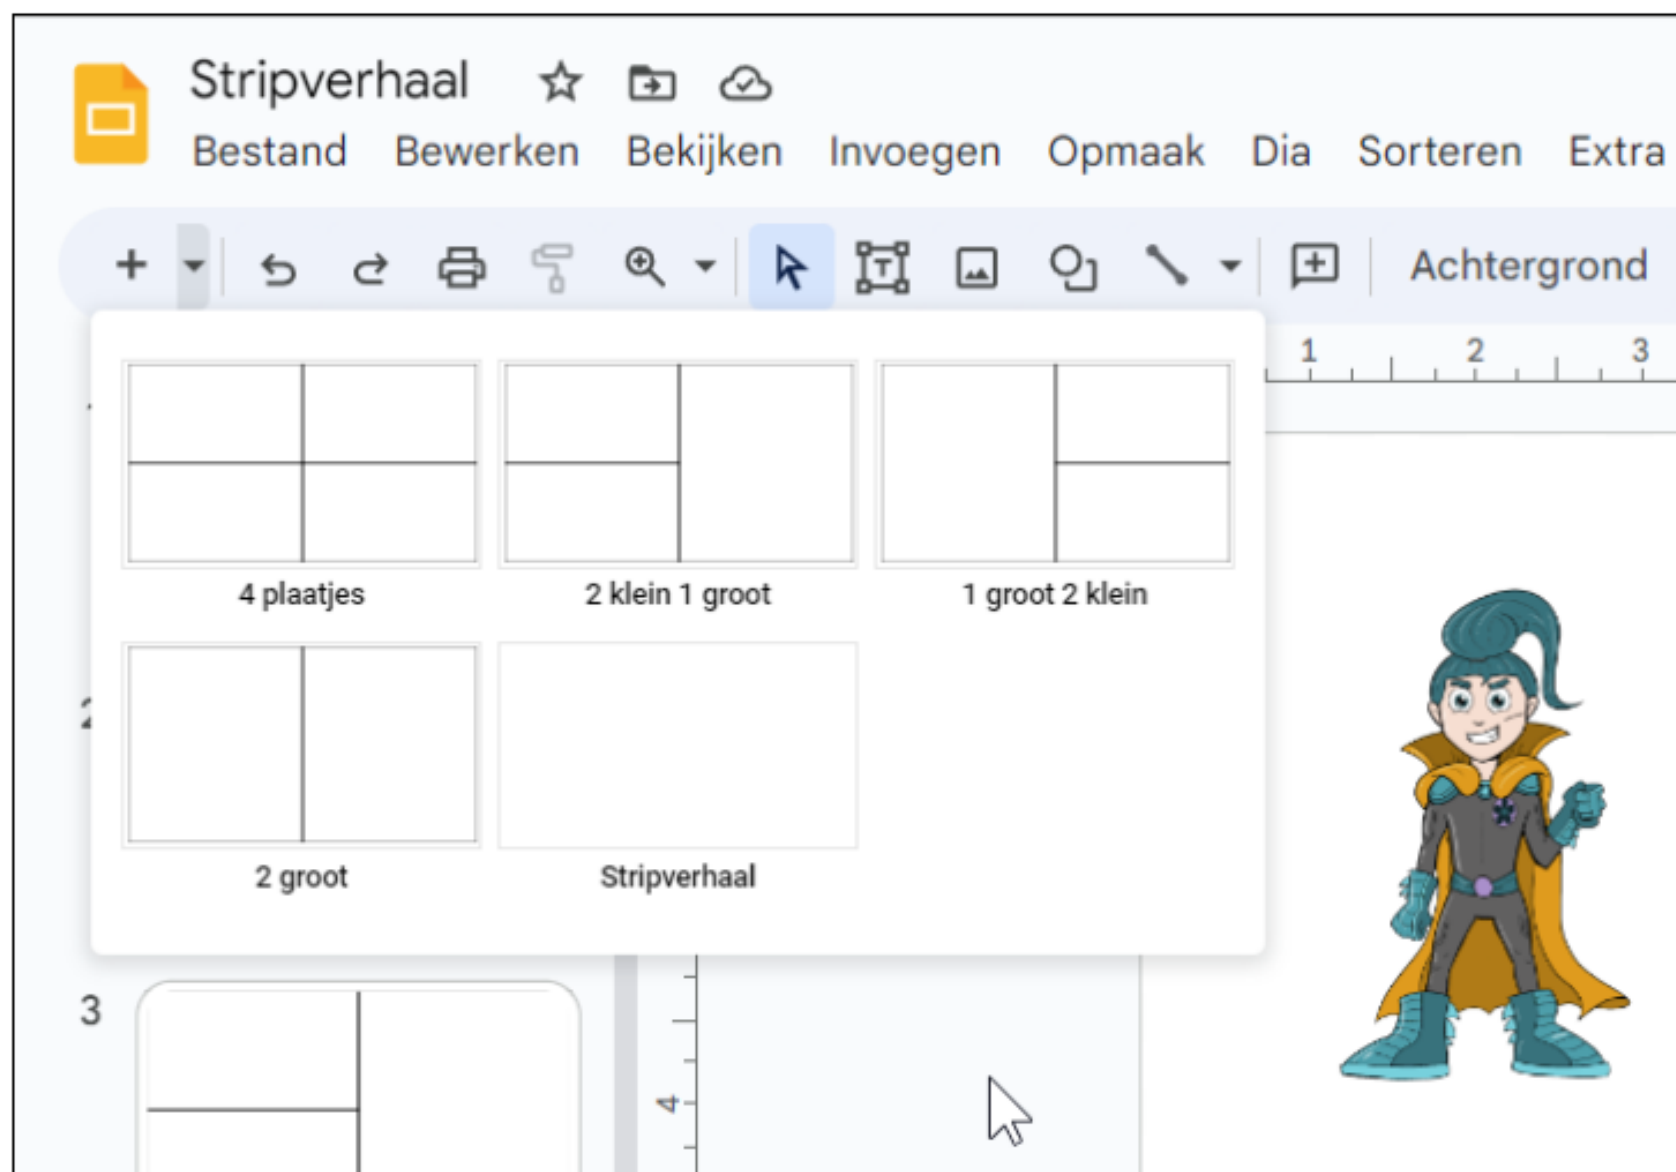 Stripverhaal
Bestand Bewerken Bekijken Invoegen Opmaak Dia Sorteren Extra
Achtergrond
1 2 3
4 plaatjes 2 klein 1 groot 1 groot 2 klein
2
2 groot Stripverhaal
3
4